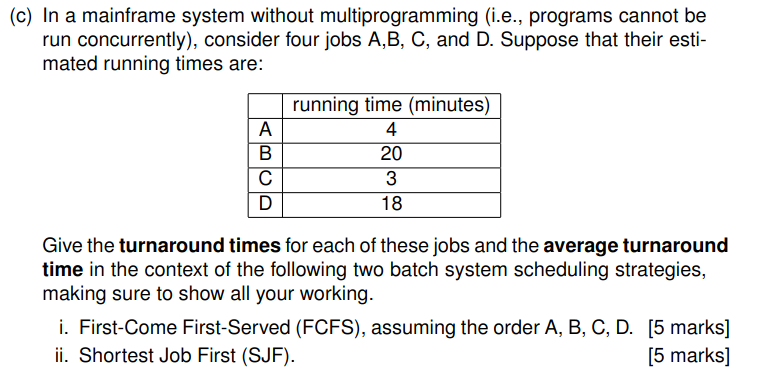 (c) In a mainframe system without multiprogramming (i.e., programs cannot be
run concurrently), consider four jobs A,B, C, and D. Suppose that their esti-
mated running times are:
running time (minutes)
A 4
B 20
C 3
D 18
Give the turnaround times for each of these jobs and the average turnaround
time in the context of the following two batch system scheduling strategies,
making sure to show all your working.
i. First-Come First-Served (FCFS), assuming the order A, B, C, D. [5 marks]
ii. Shortest Job First (SJF). [5 marks]